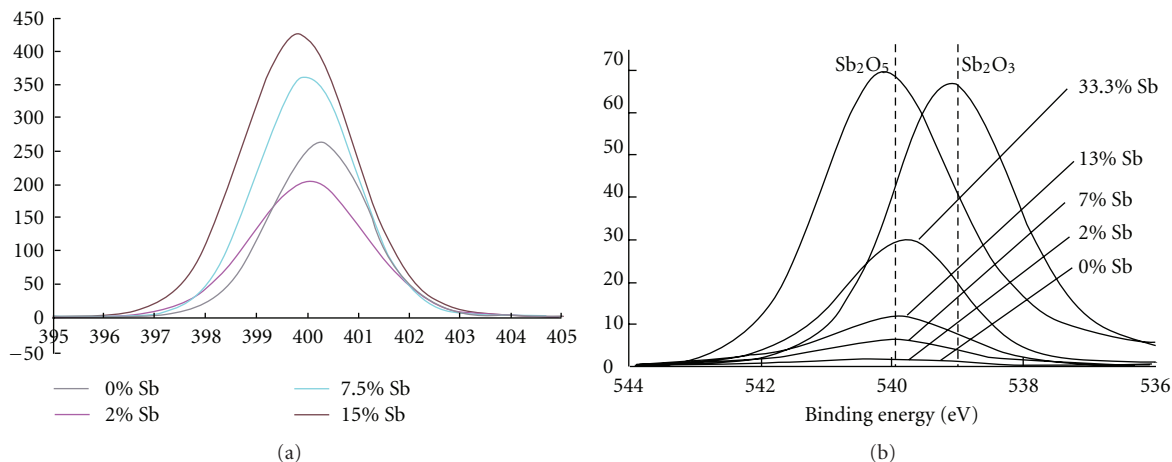 450
400
350
300
250
200
150
100
50
0
−50
395 396 397 398 399 400 401 402 403 404 405
0% Sb
7.5% Sb
2% Sb
15% Sb
(a)
70
60
50
40
30
20
10
0
Sb₂O₅
Sb₂O₃
33.3% Sb
13% Sb
7% Sb
2% Sb
0% Sb
544 542 540 538 536
Binding energy (eV)
(b)